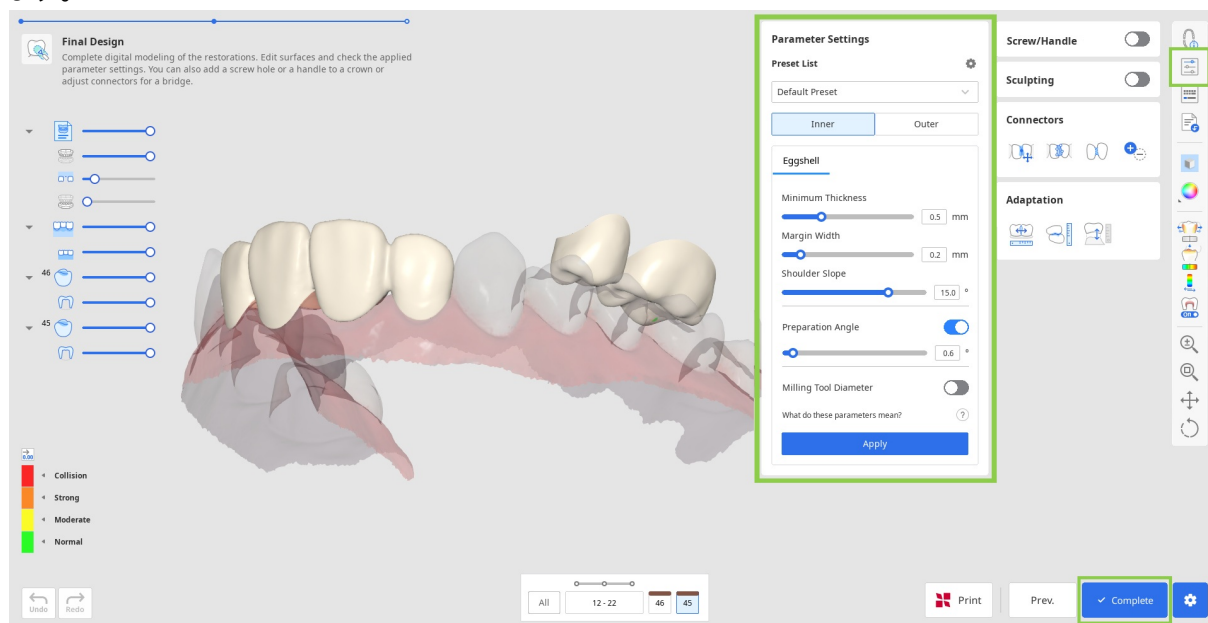 Final Design
Complete digital modeling of the restorations. Edit surfaces and check the applied
parameter settings. You can also add a screw hole or a handle to a crown or
adjust connectors for a bridge.
46
45
0.00
Collision
Strong
Moderate
Normal
Undo
Redo
All
12 - 22
46
45
Parameter Settings
Preset List
Default Preset
Inner
Outer
Eggshell
Minimum Thickness
0.5 mm
Margin Width
0.2 mm
Shoulder Slope
15.0 °
Preparation Angle
0.6 °
Milling Tool Diameter
What do these parameters mean?
?
Apply
Screw/Handle
Sculpting
Connectors
Adaptation
ON
Print
Prev.
Complete